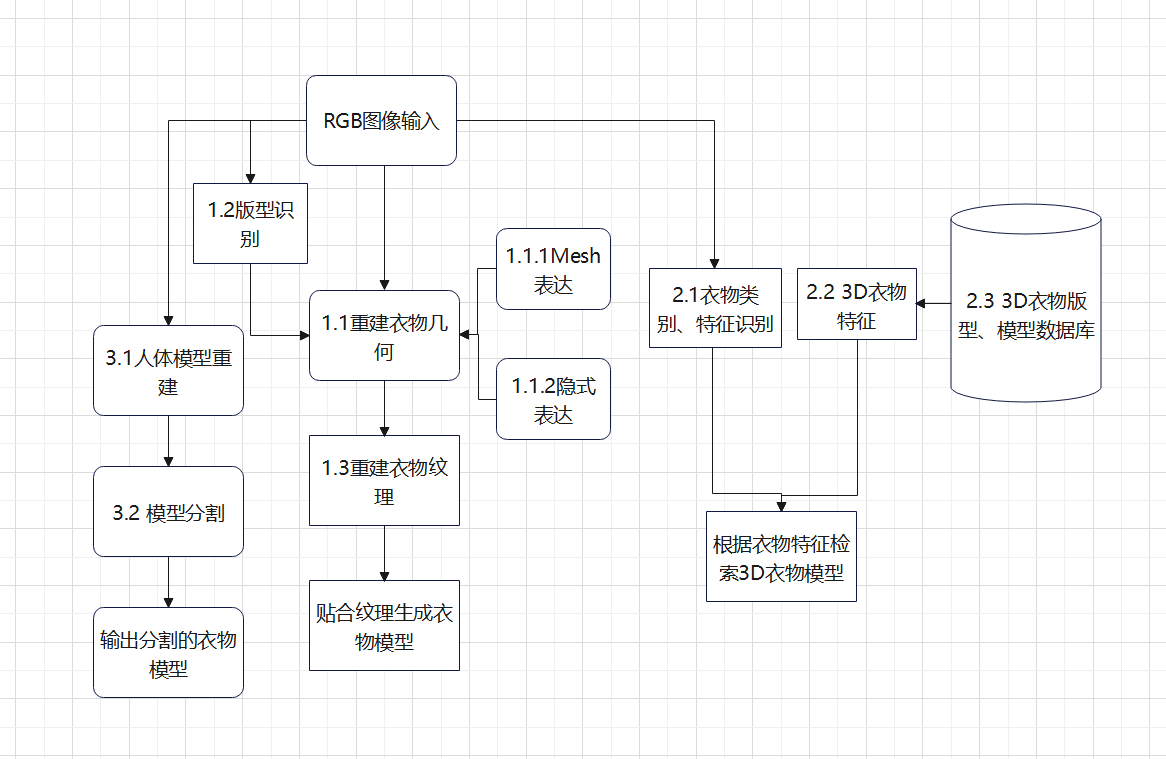 RGB图像输入
1.2版型识
别
1.1.1Mesh
表达
2.1衣物类
别、特征识别
2.2 3D衣物
特征
2.3 3D衣物版
型、模型数据库
1.1重建衣物几
何
3.1人体模型重
建
1.1.2隐式
表达
1.3重建衣物纹
理
3.2 模型分割
根据衣物特征检
索3D衣物模型
贴合纹理生成衣
物模型
输出分割的衣物
模型